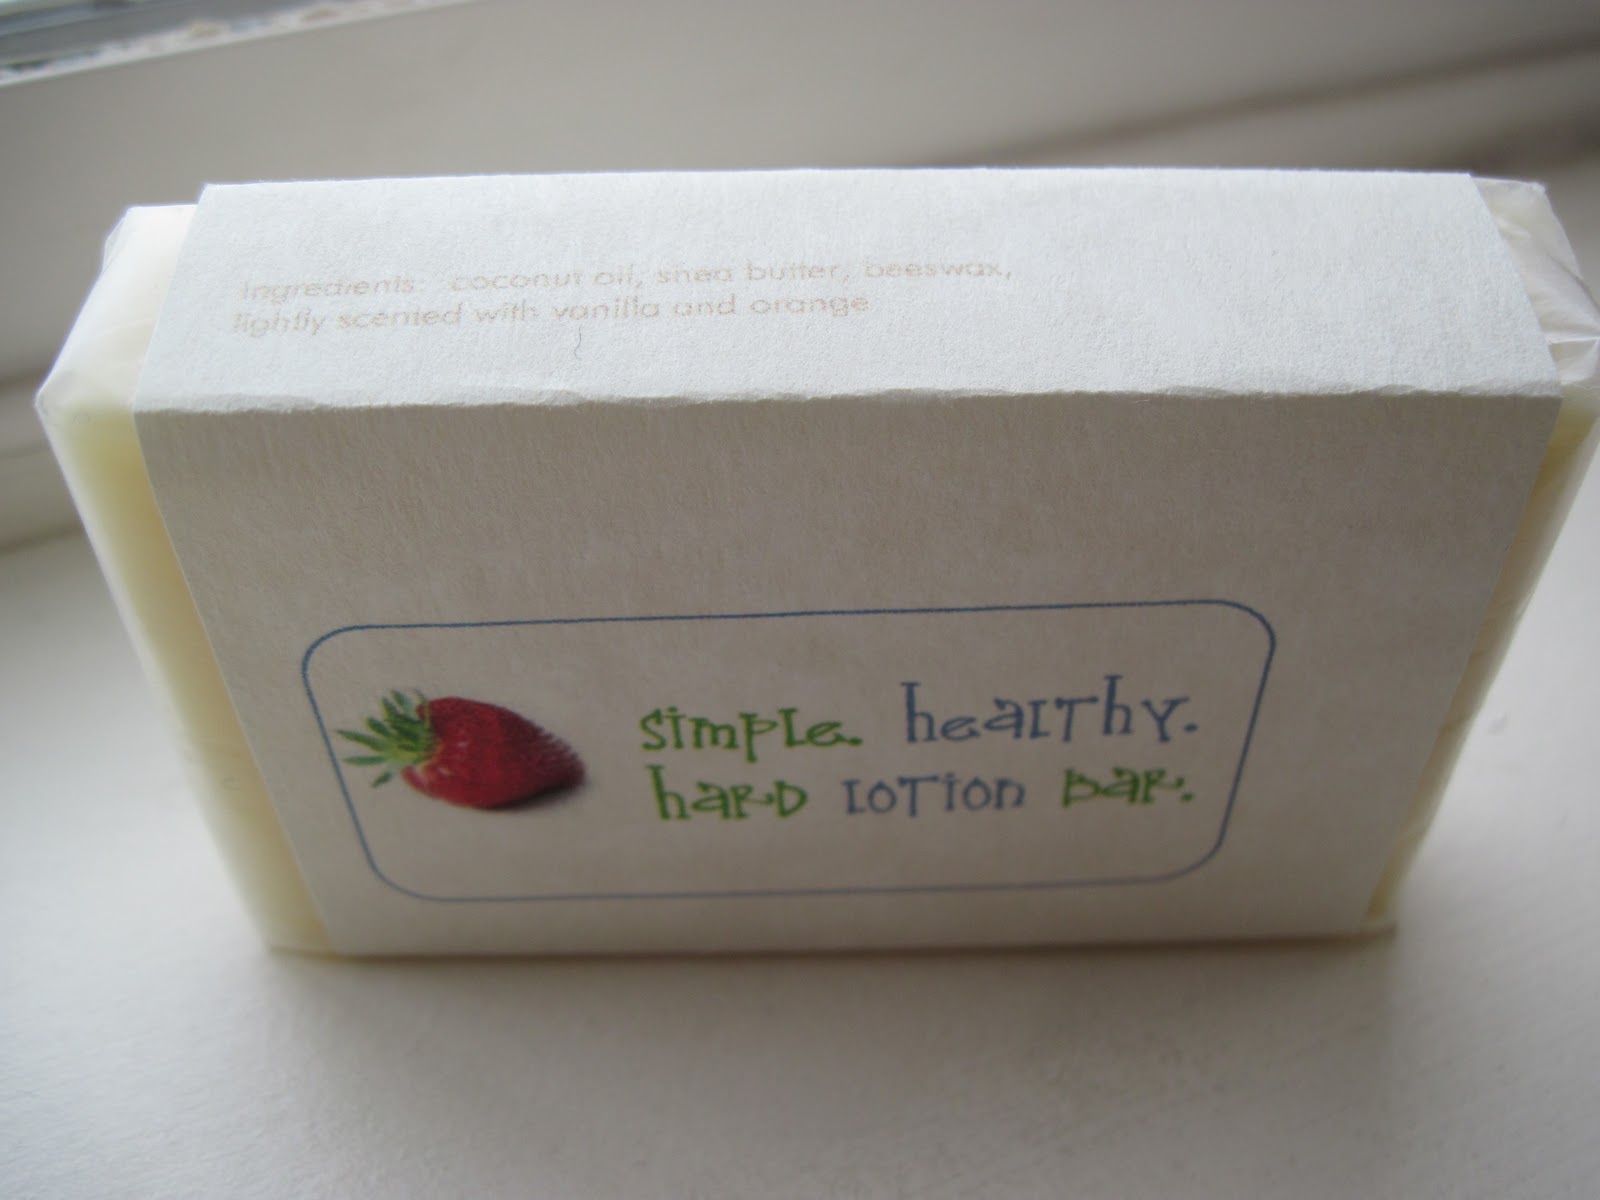 Ingredients: coconut oil, shea butter, beeswax,
lightly scented with vanilla and orange
simple. healthy.
hard lotion bar.